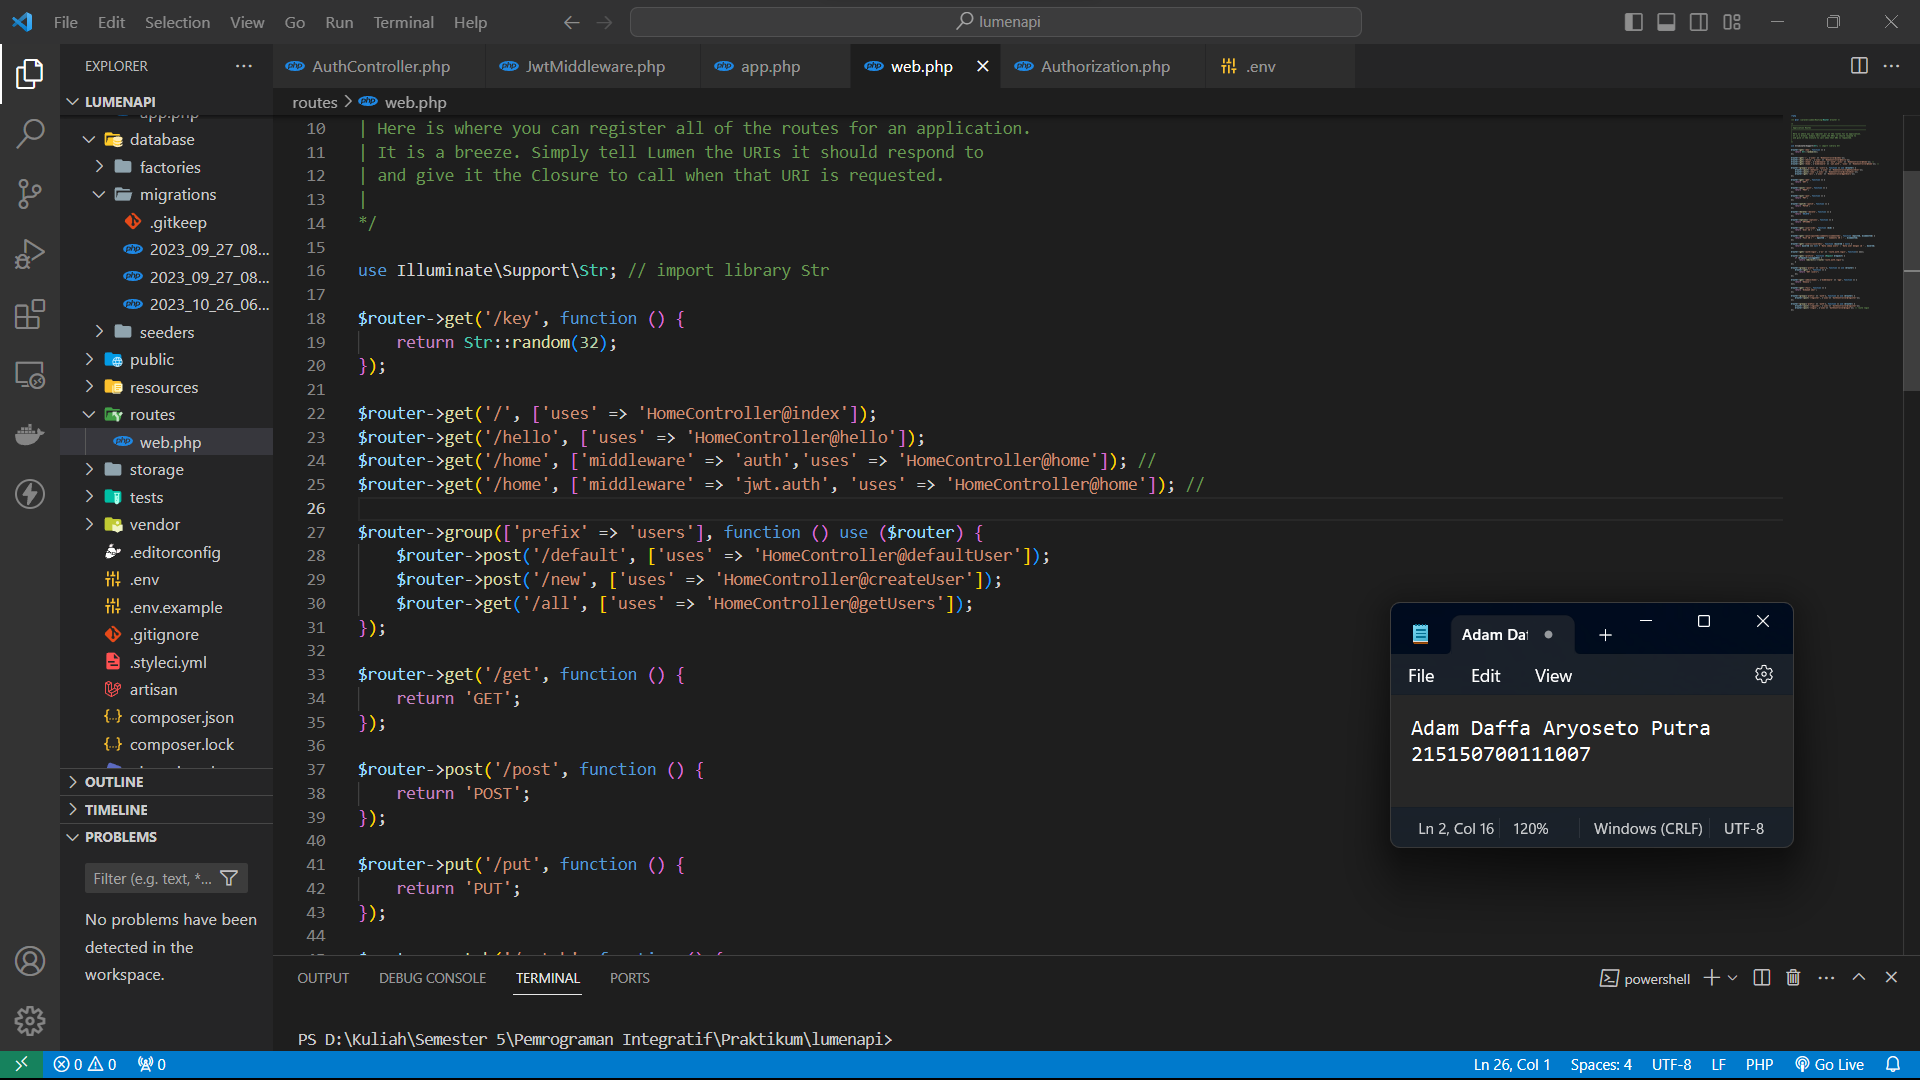 File Edit Selection View Go Run Terminal Help
lumenapi
EXPLORER
AuthController.php
JwtMiddleware.php
app.php
web.php
Authorization.php
.env
routes > web.php
LUMENAPI
app.php
database
factories
migrations
.gitkeep
2023_09_27_08...
2023_09_27_08...
2023_10_26_06...
seeders
public
resources
routes
web.php
storage
tests
vendor
.editorconfig
.env
.env.example
.gitignore
.styleci.yml
artisan
composer.json
composer.lock
OUTLINE
TIMELINE
PROBLEMS
Filter (e.g. text, *...
No problems have been
detected in the
workspace.
10 | Here is where you can register all of the routes for an application.
11 | It is a breeze. Simply tell Lumen the URIs it should respond to
12 | and give it the Closure to call when that URI is requested.
13 |
14 */
15
16 use Illuminate\Support\Str; // import library Str
17
18 $router->get('/key', function () {
19 return Str::random(32);
20 });
21
22 $router->get('/', ['uses' => 'HomeController@index']);
23 $router->get('/hello', ['uses' => 'HomeController@hello']);
24 $router->get('/home', ['middleware' => 'auth','uses' => 'HomeController@home']); //
25 $router->get('/home', ['middleware' => 'jwt.auth', 'uses' => 'HomeController@home']); //
26
27 $router->group(['prefix' => 'users'], function () use ($router) {
28 $router->post('/default', ['uses' => 'HomeController@defaultUser']);
29 $router->post('/new', ['uses' => 'HomeController@createUser']);
30 $router->get('/all', ['uses' => 'HomeController@getUsers']);
31 });
32
33 $router->get('/get', function () {
34 return 'GET';
35 });
36
37 $router->post('/post', function () {
38 return 'POST';
39 });
40
41 $router->put('/put', function () {
42 return 'PUT';
43 });
44
Adam Daf
File Edit View
Adam Daffa Aryoseto Putra
215150700111007
Ln 2, Col 16 120% Windows (CRLF) UTF-8
OUTPUT DEBUG CONSOLE TERMINAL PORTS
powershell
PS D:\Kuliah\Semester 5\Pemrograman Integratif\Praktikum\lumenapi>
0 0 0
Ln 26, Col 1 Spaces: 4 UTF-8 LF PHP Go Live